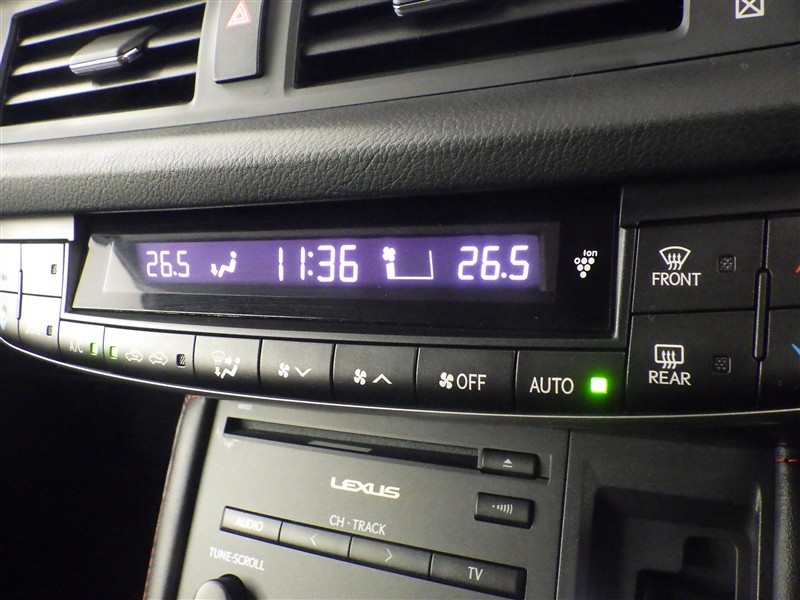 26.5 11:36 26.5
ion
FRONT
A/C
OFF
AUTO
REAR
LEXUS
AUDIO
CH · TRACK
TUNE·SCROLL
TV